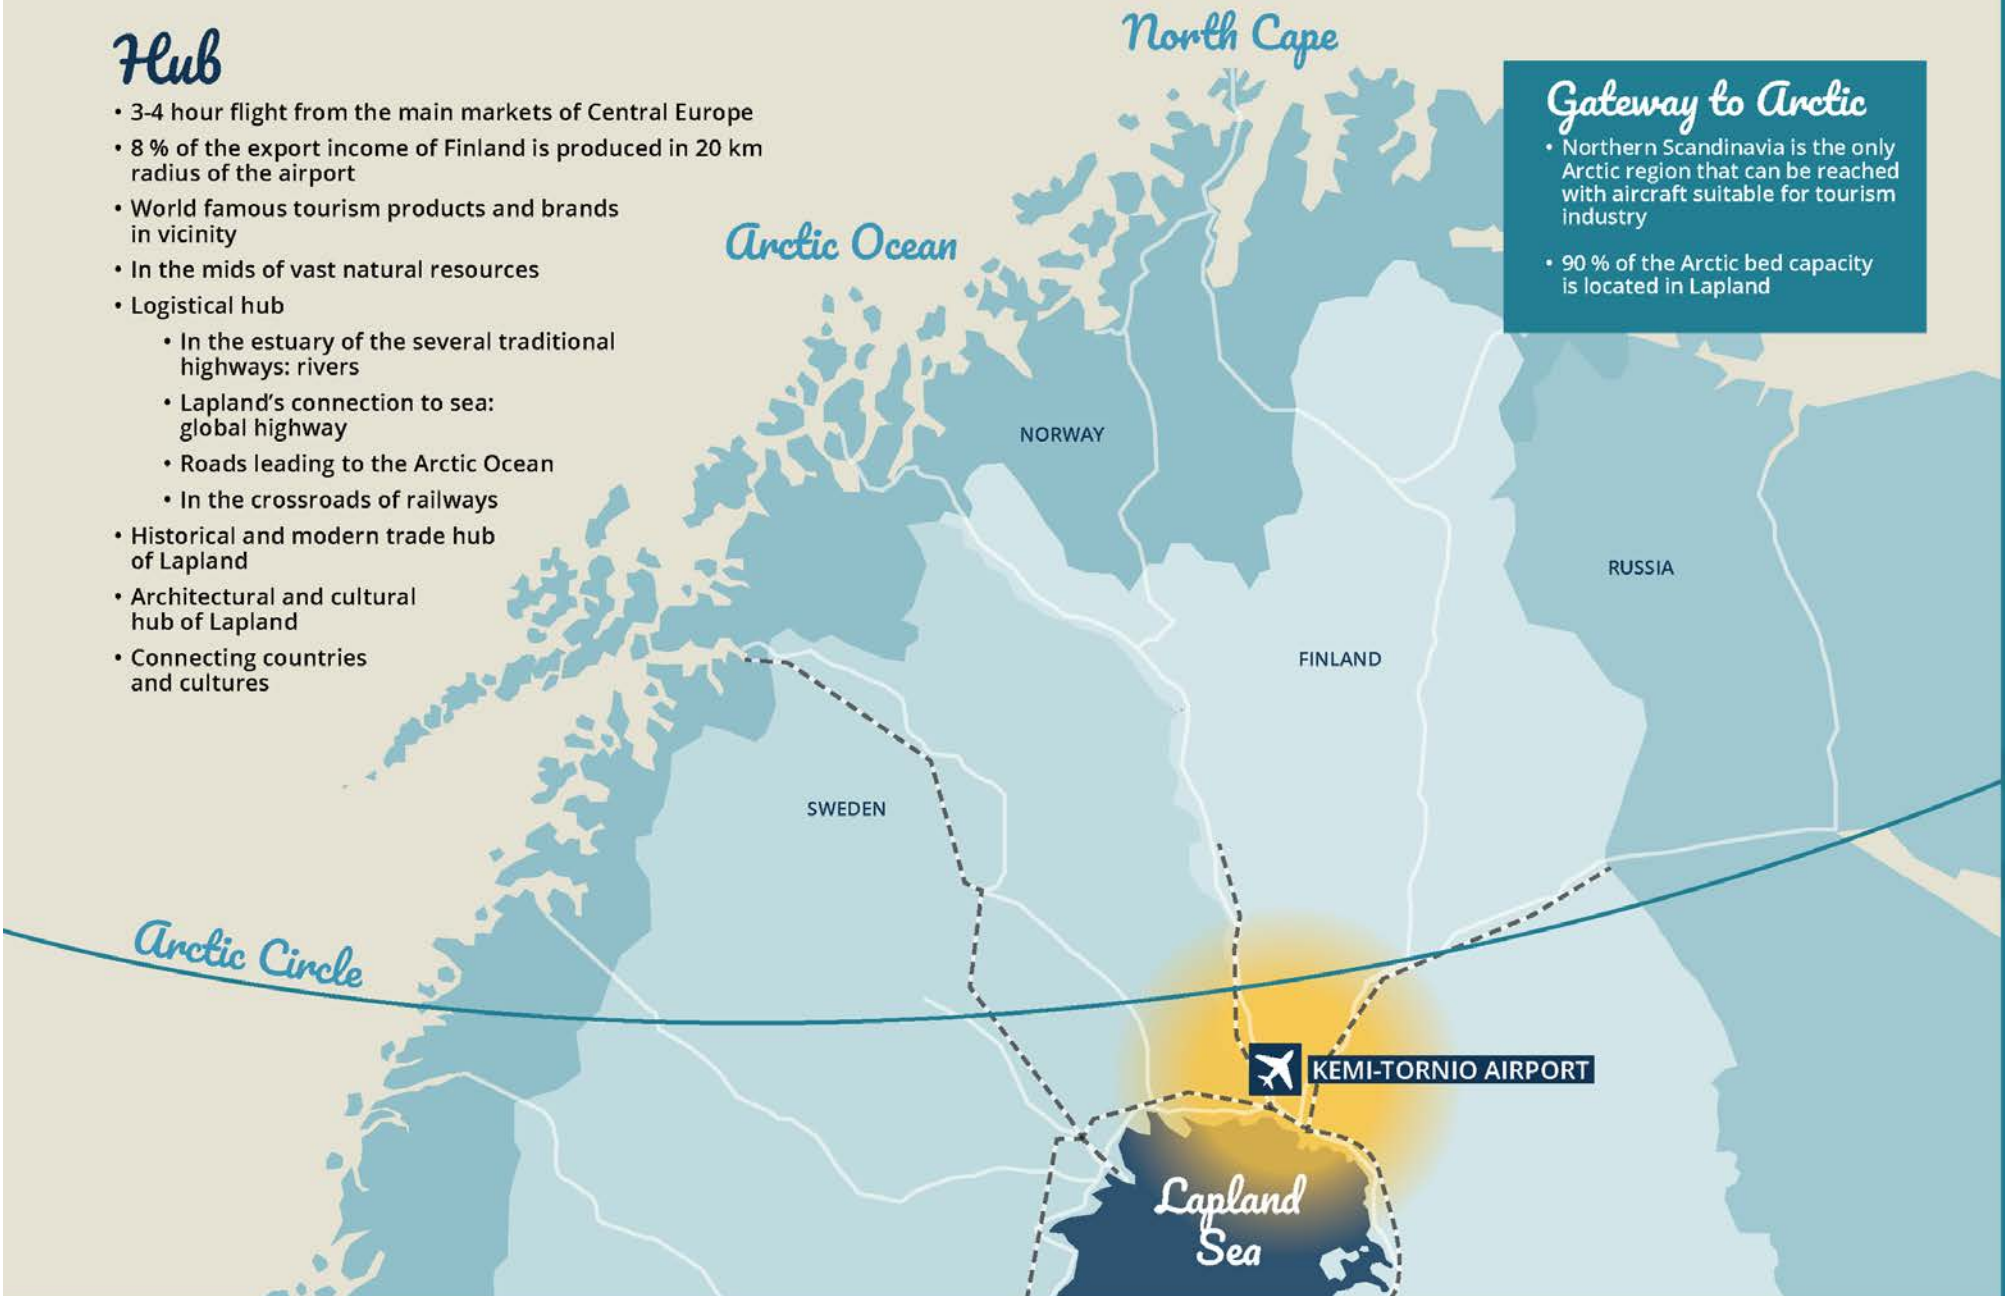 Hub
• 3-4 hour flight from the main markets of Central Europe
• 8 % of the export income of Finland is produced in 20 km
radius of the airport
• World famous tourism products and brands
in vicinity
• In the mids of vast natural resources
• Logistical hub
• In the estuary of the several traditional
highways: rivers
• Lapland's connection to sea:
global highway
• Roads leading to the Arctic Ocean
• In the crossroads of railways
• Historical and modern trade hub
of Lapland
• Architectural and cultural
hub of Lapland
• Connecting countries
and cultures
North Cape
Arctic Ocean
Gateway to Arctic
• Northern Scandinavia is the only
Arctic region that can be reached
with aircraft suitable for tourism
industry
• 90 % of the Arctic bed capacity
is located in Lapland
NORWAY
RUSSIA
FINLAND
SWEDEN
Arctic Circle
KEMI-TORNIO AIRPORT
Lapland
Sea